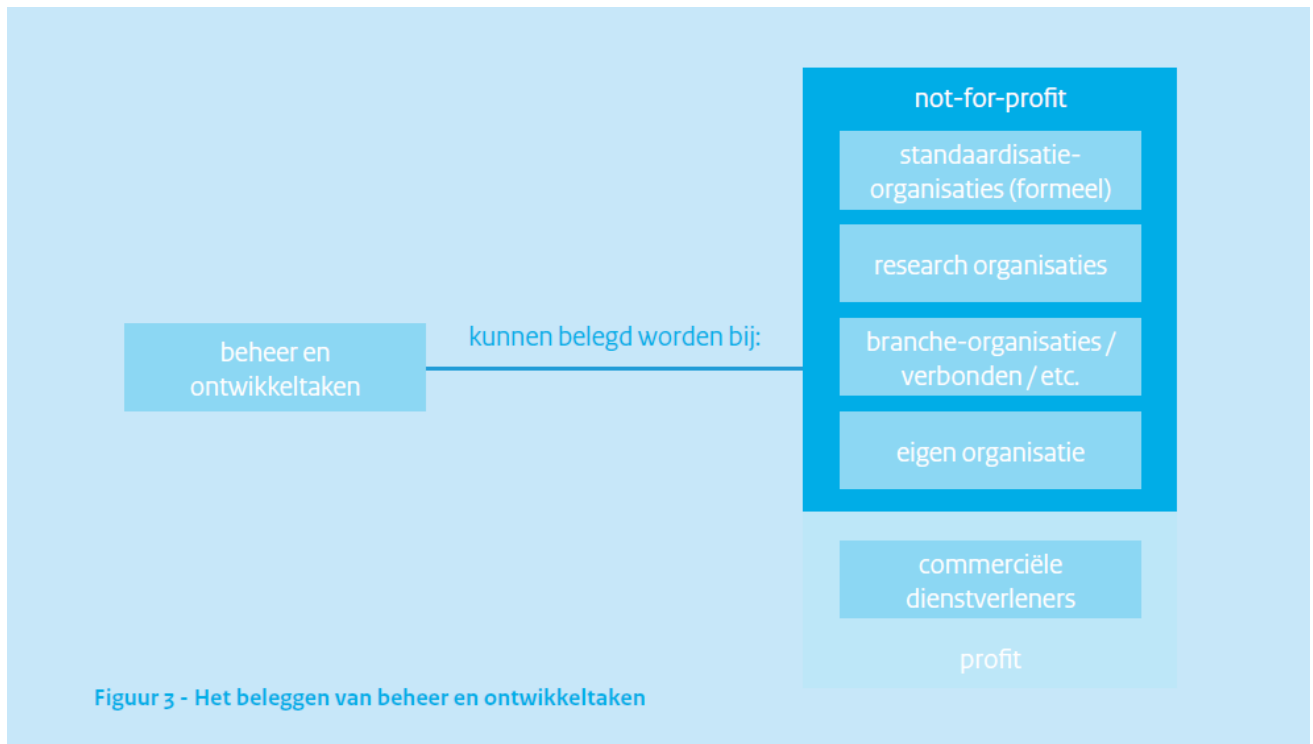 not-for-profit
standaardisatie-
organisaties (formeel)
research organisaties
kunnen belegd worden bij:
beheer en
ontwikkeltaken
branche-organisaties /
verbonden / etc.
eigen organisatie
commerciële
dienstverleners
profit
Figuur 3 - Het beleggen van beheer en ontwikkeltaken